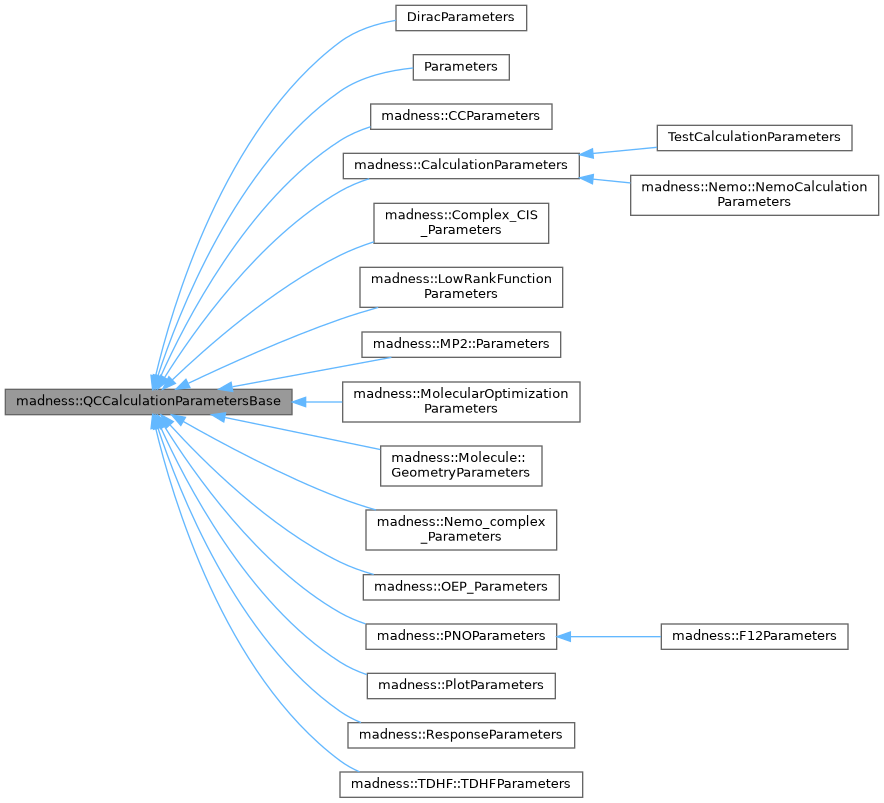 DiracParameters
Parameters
madness::CCParameters
TestCalculationParameters
madness::CalculationParameters
madness::Nemo::NemoCalculation
Parameters
madness::Complex_CIS
_Parameters
madness::LowRankFunction
Parameters
madness::MP2::Parameters
madness::QCCalculationParametersBase
madness::MolecularOptimization
Parameters
madness::Molecule::
GeometryParameters
madness::Nemo_complex
_Parameters
madness::OEP_Parameters
madness::PNOParameters
madness::F12Parameters
madness::PlotParameters
madness::ResponseParameters
madness::TDHF::TDHFParameters